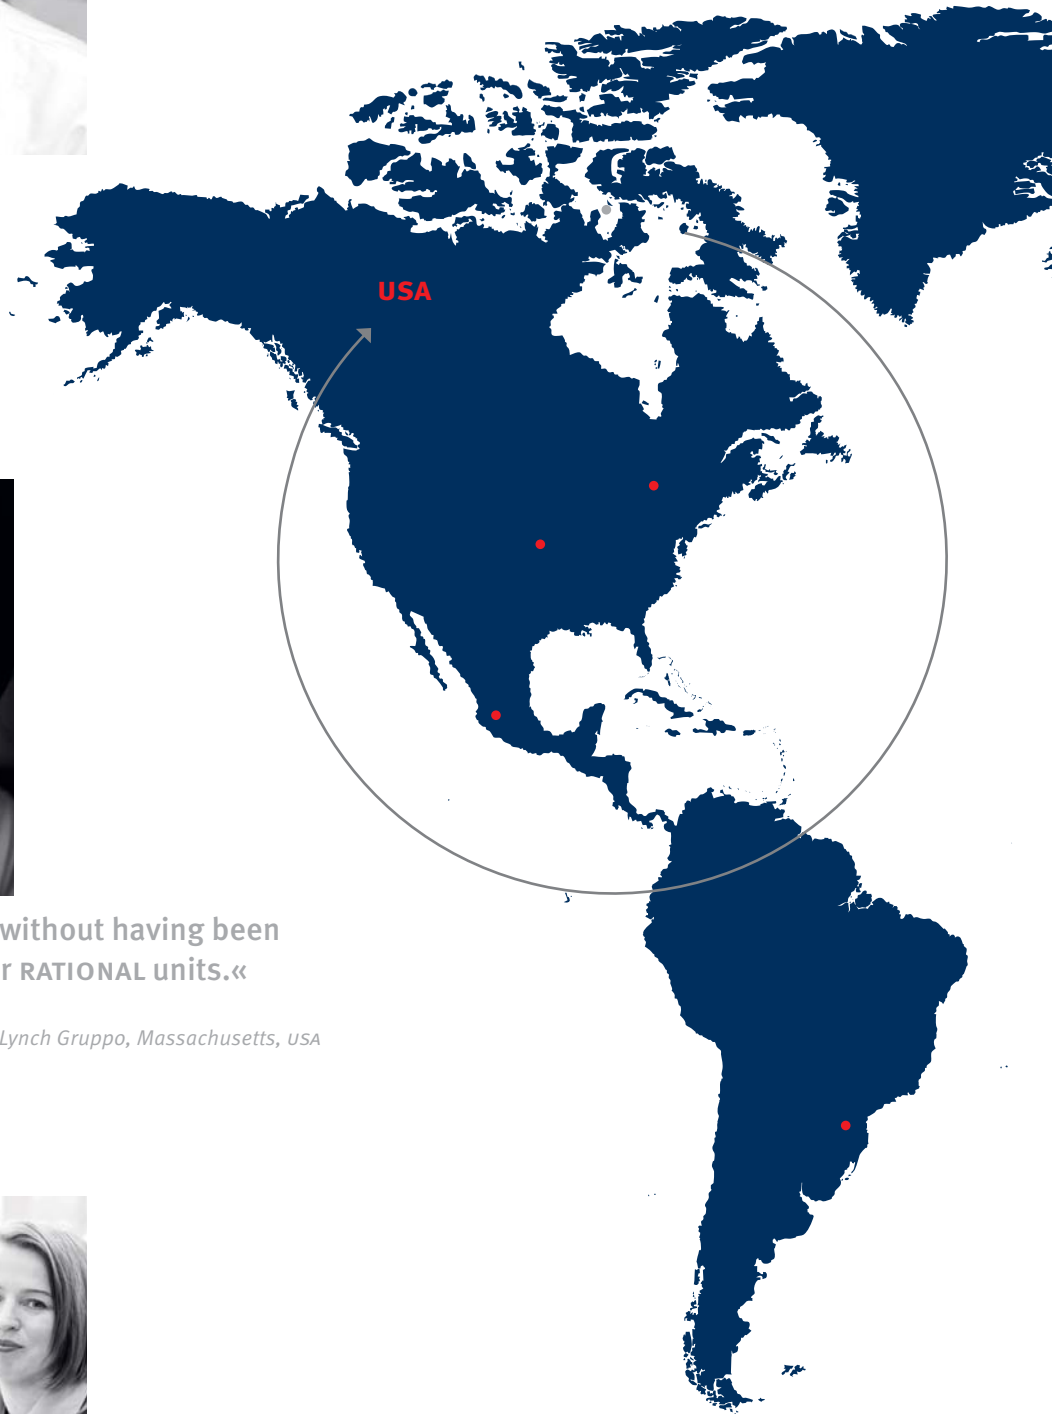 USA
without having been
r RATIONAL units.«
Lynch Gruppo, Massachusetts, USA